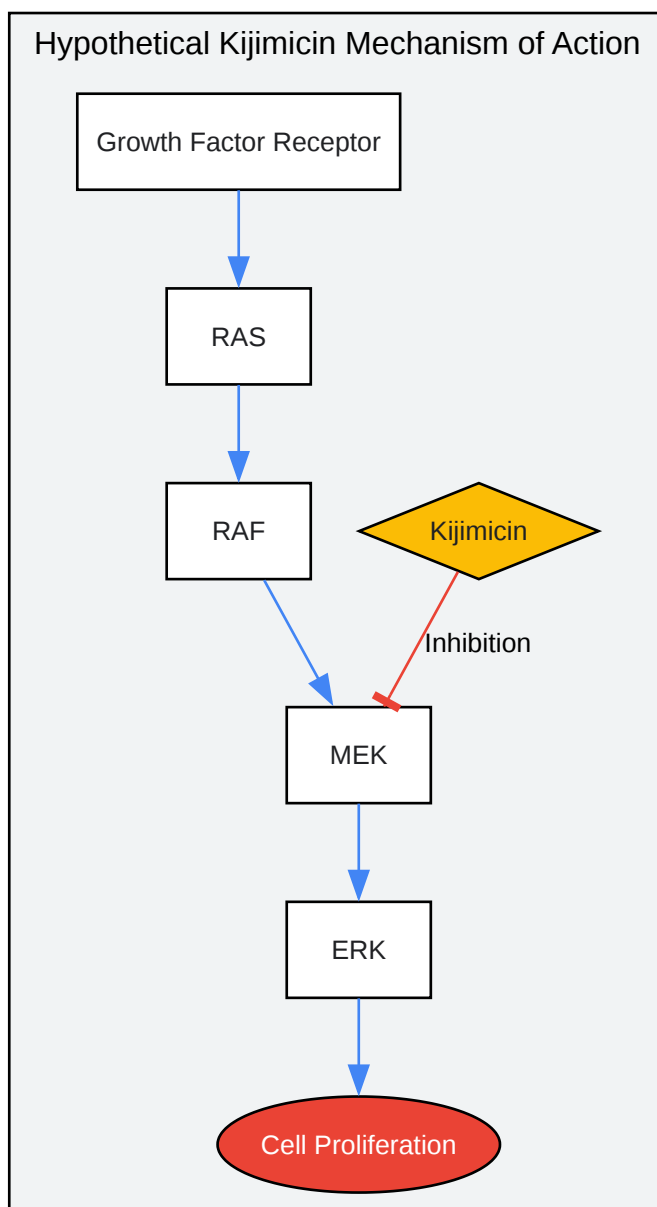 Hypothetical Kijimicin Mechanism of Action
Growth Factor Receptor
RAS
RAF
Kijimicin
Inhibition
MEK
ERK
Cell Proliferation